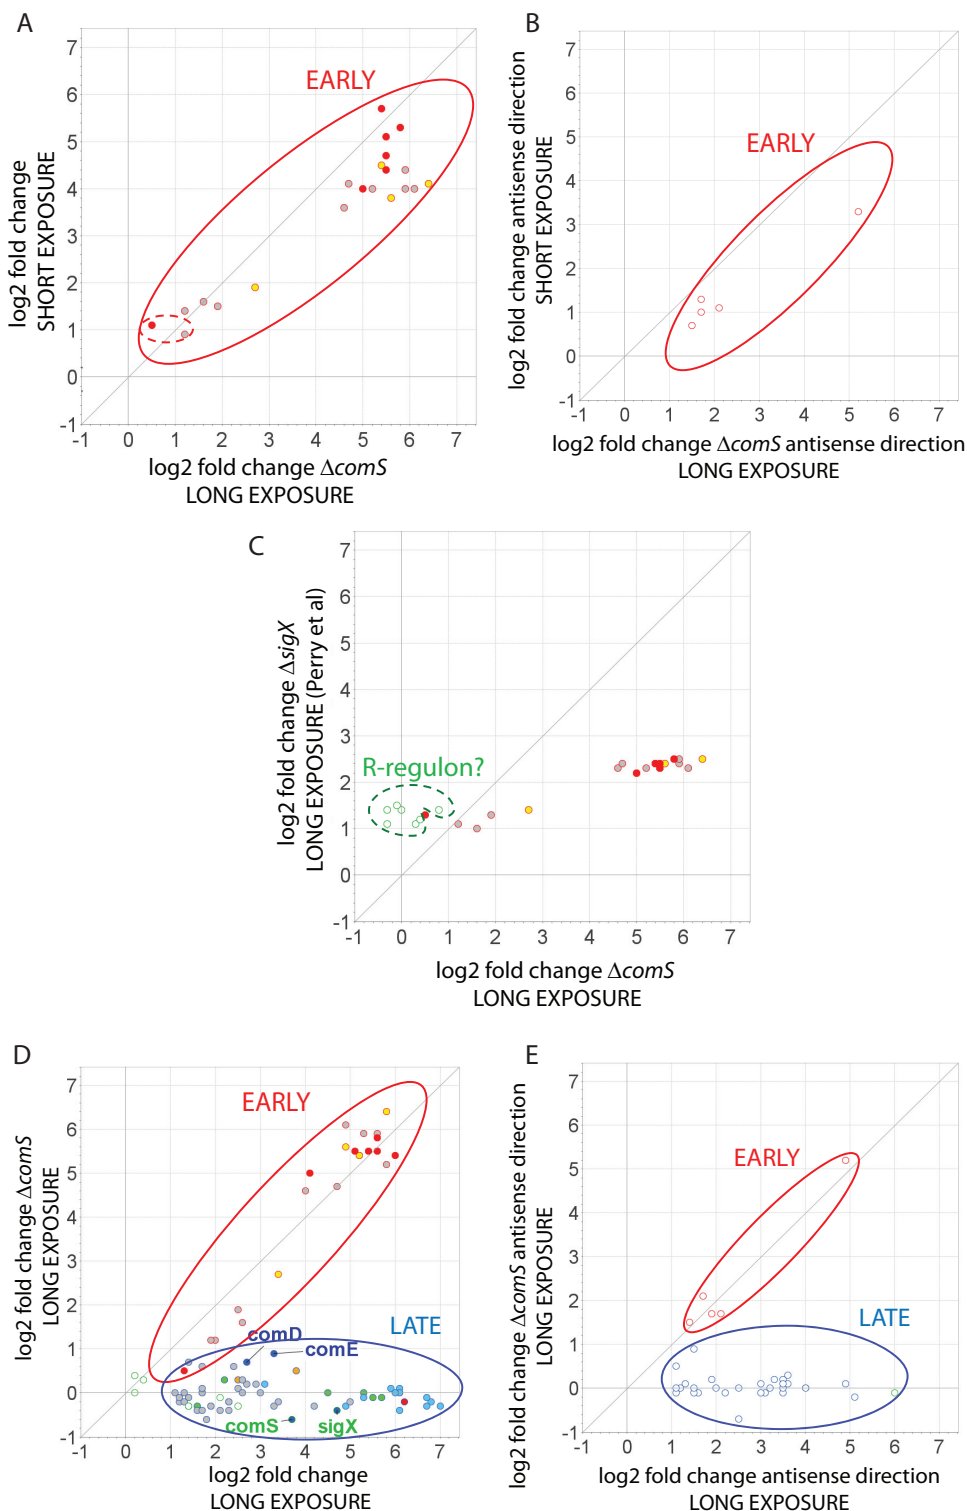 A
log2 fold change
SHORT EXPOSURE
7
6
5
4
3
2
1
0
-1
EARLY
-1 0 1 2 3 4 5 6 7
log2 fold change ΔcomS
LONG EXPOSURE
B
log2 fold change antisense direction
SHORT EXPOSURE
7
6
5
4
3
2
1
0
-1
EARLY
-1 0 1 2 3 4 5 6 7
log2 fold change ΔcomS antisense direction
LONG EXPOSURE
C
log2 fold change ΔsigX
LONG EXPOSURE (Perry et al)
7
6
5
4
3
2
1
0
-1
R-regulon?
-1 0 1 2 3 4 5 6 7
log2 fold change ΔcomS
LONG EXPOSURE
D
log2 fold change ΔcomS
LONG EXPOSURE
7
6
5
4
3
2
1
0
-1
EARLY
LATE
comD
comE
comS
sigX
0 1 2 3 4 5 6 7
log2 fold change
LONG EXPOSURE
E
log2 fold change ΔcomS antisense direction
LONG EXPOSURE
7
6
5
4
3
2
1
0
-1
EARLY
LATE
-1 0 1 2 3 4 5 6 7
log2 fold change antisense direction
LONG EXPOSURE